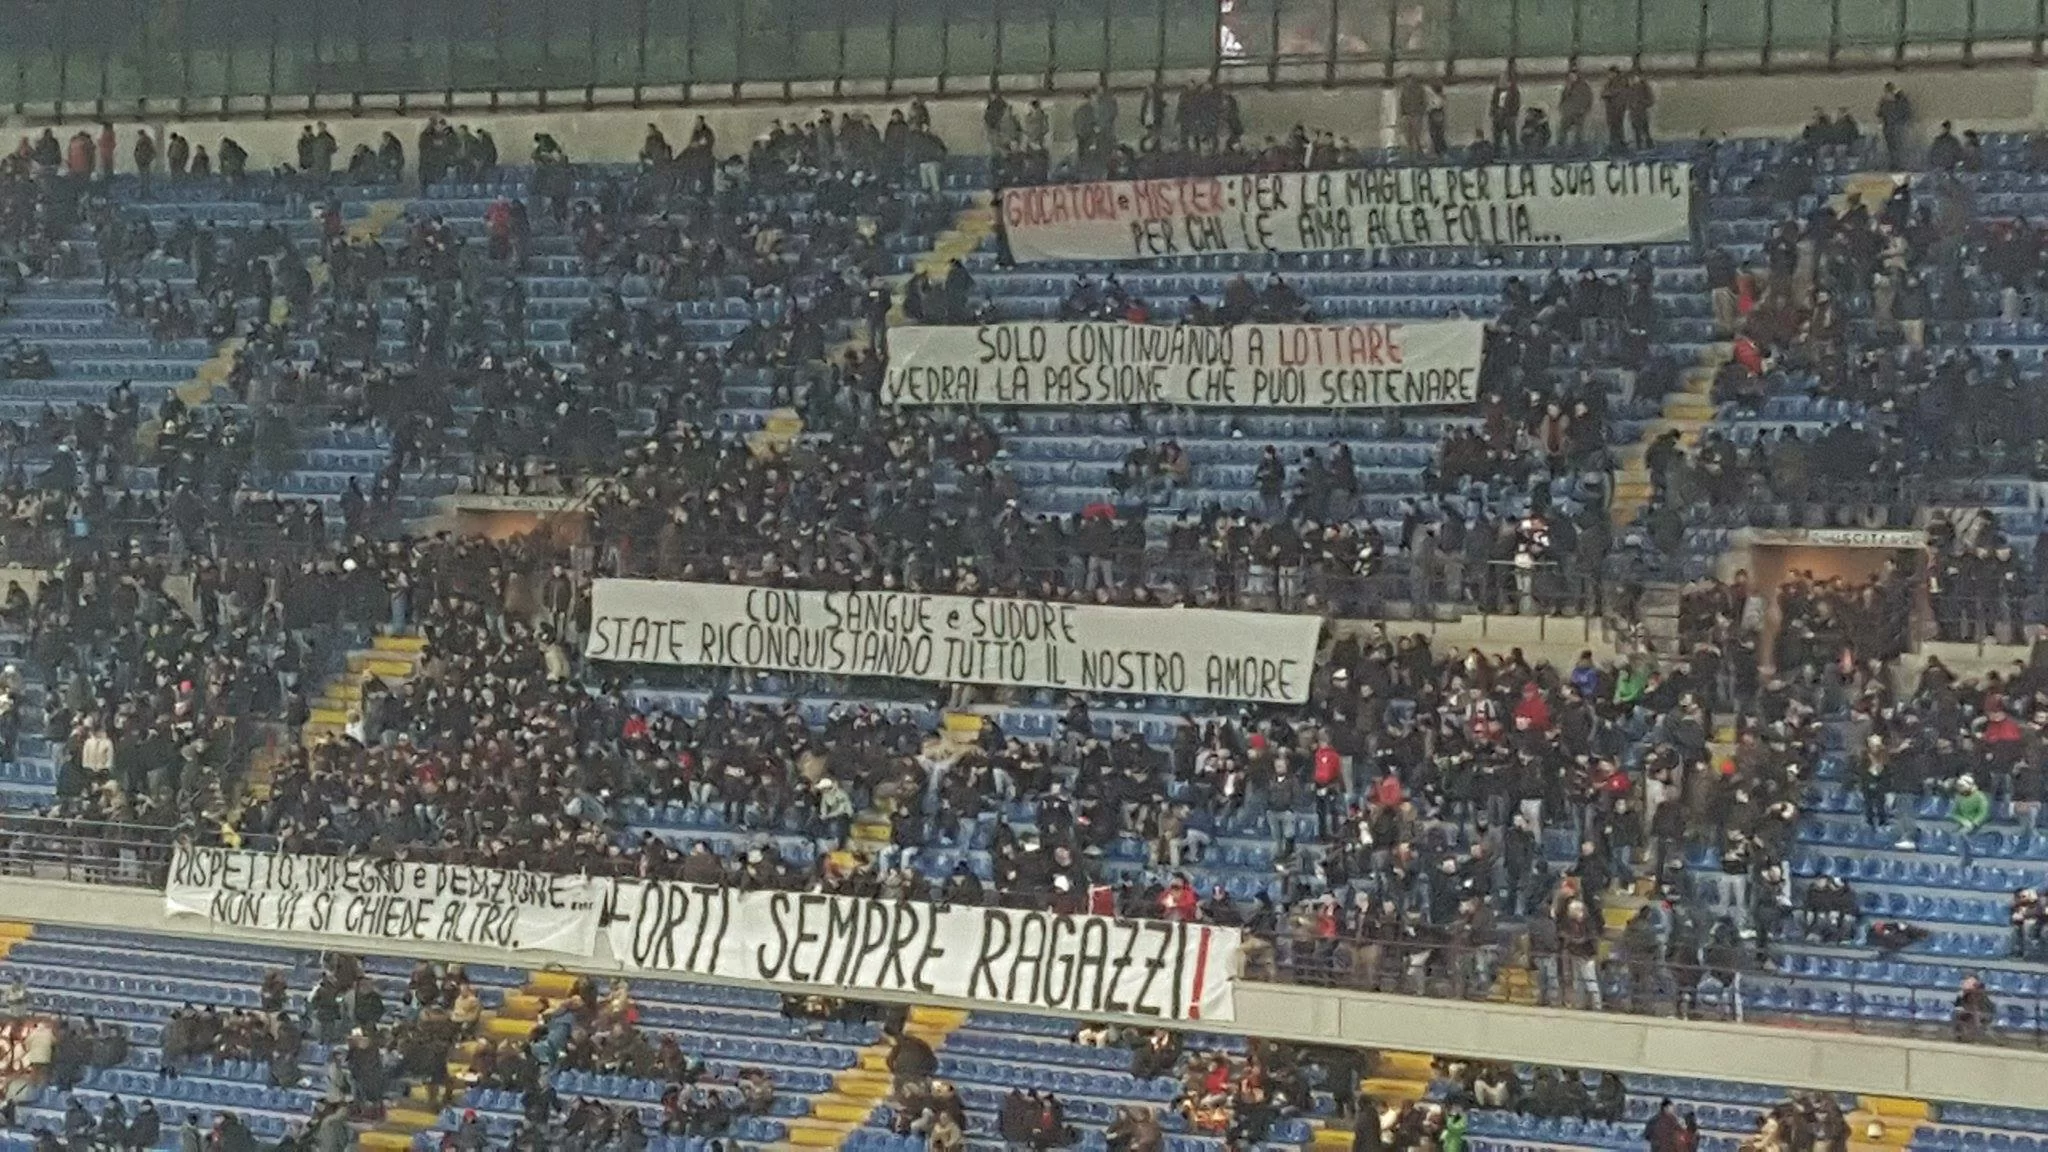 GIOCATORI e MISTER: PER LA MAGLIA, PER LA SUA CITTA',
PER CHI LE AMA ALLA FOLLIA...
SOLO CONTINUANDO A LOTTARE
VEDRAI LA PASSIONE CHE PUOI SCATENARE
CON SANGUE e SUDORE
STATE RICONQUISTANDO TUTTO IL NOSTRO AMORE
RISPETTO, IMPEGNO e DEDIZIONE....
NON VI SI CHIEDE ALTRO.
FORTI SEMPRE RAGAZZI!